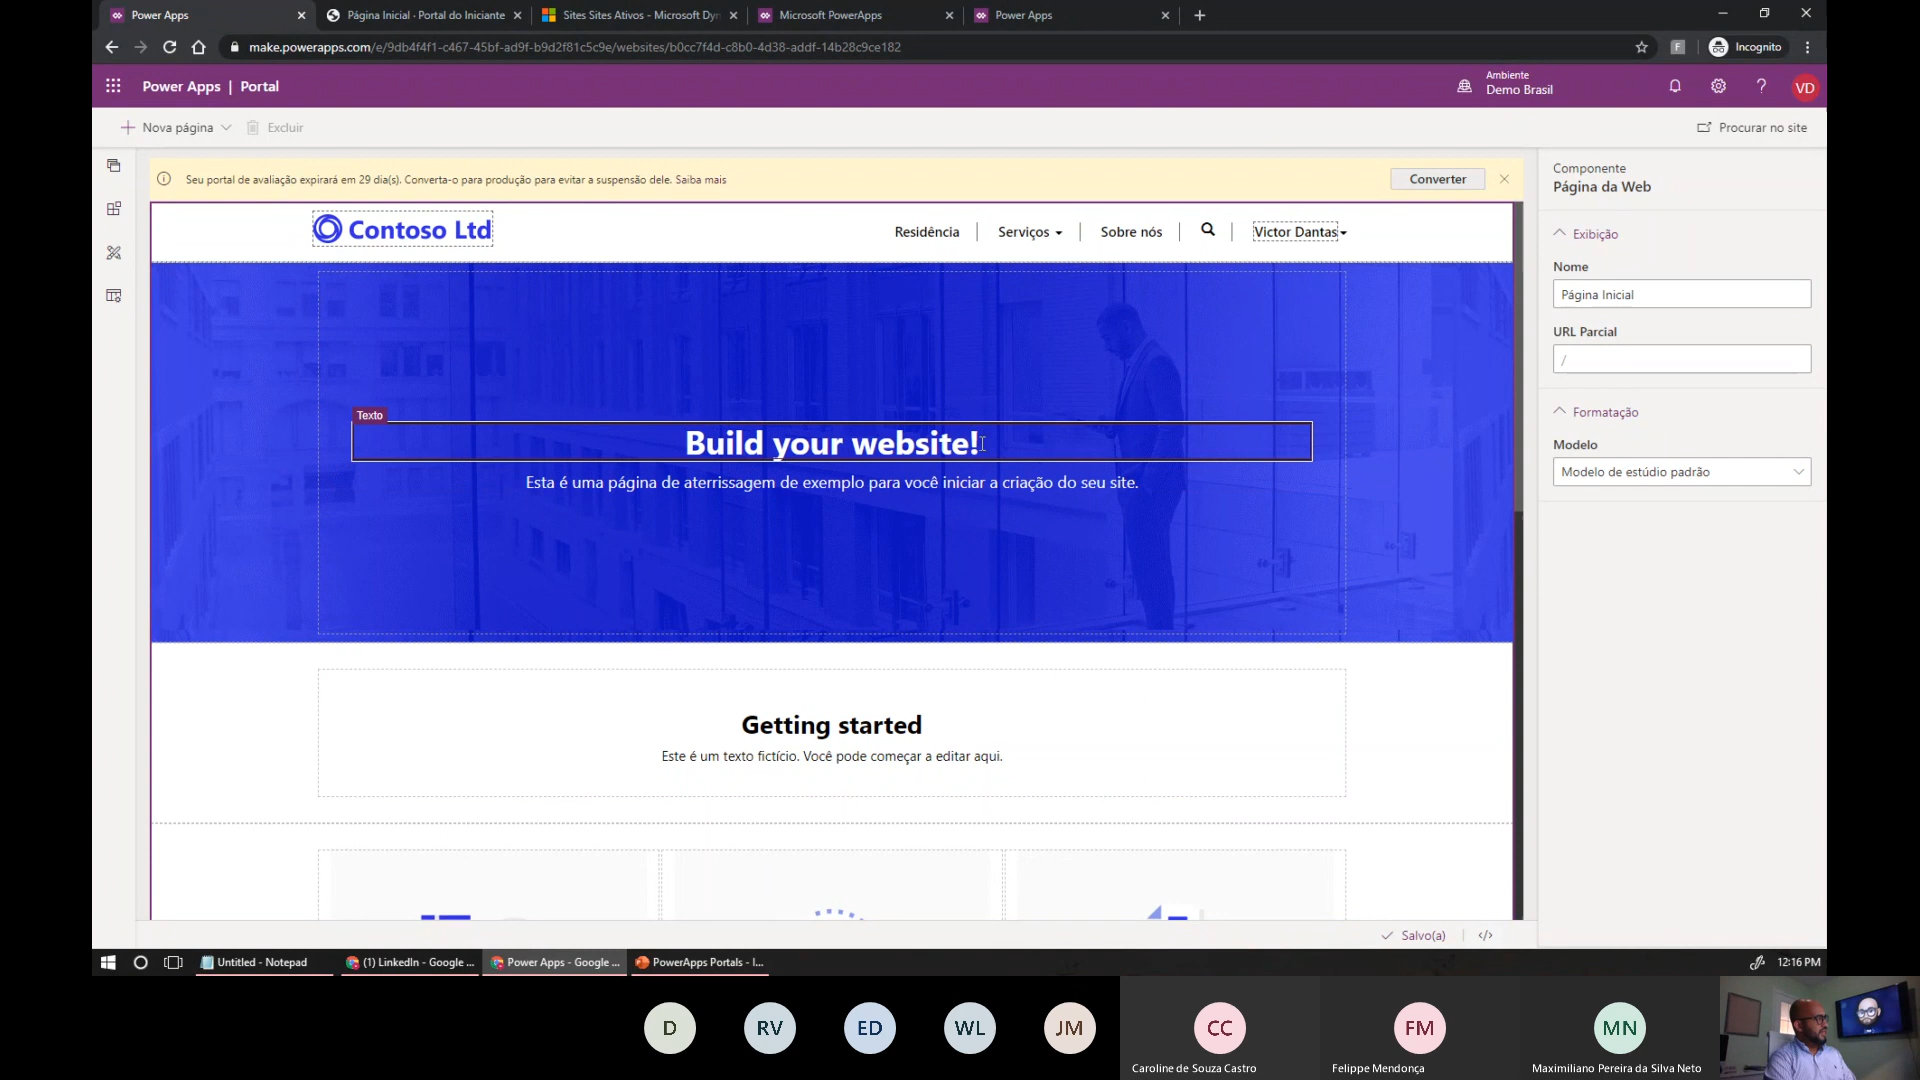 Power Apps
Página Inicial · Portal do Iniciante
Sites Sites Ativos - Microsoft Dyn
Microsoft PowerApps
Power Apps
make.powerapps.com/e/9db4f4f1-c467-45bf-ad9f-b9d2f81c5c9e/websites/b0cc7f4d-c8b0-4d38-addf-14b28c9ce182
F
Incognito
Power Apps | Portal
Ambiente
Demo Brasil
?
VD
Nova página
Excluir
Procurar no site
Seu portal de avaliação expirará em 29 dia(s). Converta-o para produção para evitar a suspensão dele. Saiba mais
Converter
Contoso Ltd
Residência
Serviços
Sobre nós
Victor Dantas
Texto
Build your website!
Esta é uma página de aterrissagem de exemplo para você iniciar a criação do seu site.
Getting started
Este é um texto fictício. Você pode começar a editar aqui.
Salvo(a)
</>
Componente
Página da Web
Exibição
Nome
Página Inicial
URL Parcial
/
Formatação
Modelo
Modelo de estúdio padrão
Untitled - Notepad
(1) LinkedIn - Google ...
Power Apps - Google ...
PowerApps Portals - I...
12:16 PM
D
RV
ED
WL
JM
CC
FM
MN
Caroline de Souza Castro
Felippe Mendonça
Maximiliano Pereira da Silva Neto